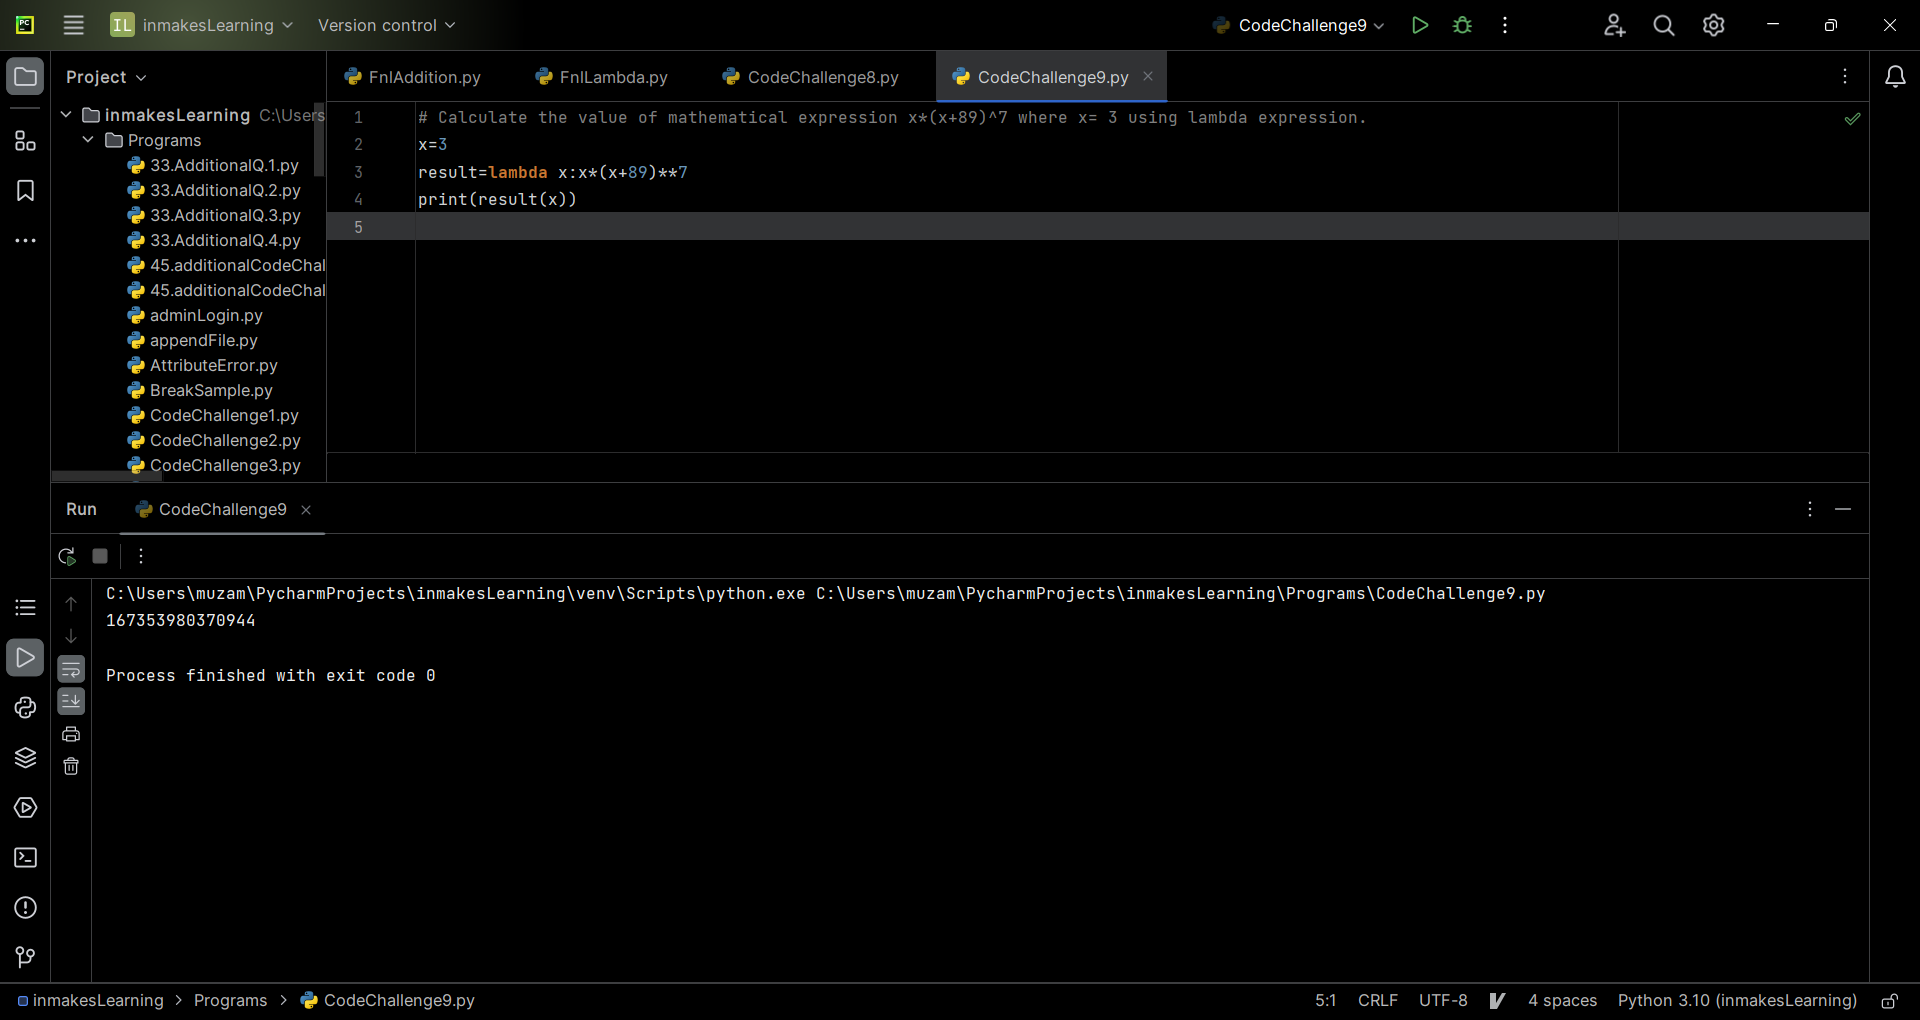 PC
IL inmakesLearning Version control CodeChallenge9
Project FnlAddition.py FnlLambda.py CodeChallenge8.py CodeChallenge9.py
inmakesLearning C:\Users
Programs
33.AdditionalQ.1.py
33.AdditionalQ.2.py
33.AdditionalQ.3.py
33.AdditionalQ.4.py
45.additionalCodeChal
45.additionalCodeChal
adminLogin.py
appendFile.py
AttributeError.py
BreakSample.py
CodeChallenge1.py
CodeChallenge2.py
CodeChallenge3.py
1 # Calculate the value of mathematical expression x*(x+89)^7 where x= 3 using lambda expression.
2 x=3
3 result=lambda x:x*(x+89)**7
4 print(result(x))
5
Run CodeChallenge9
C:\Users\muzam\PycharmProjects\inmakesLearning\venv\Scripts\python.exe C:\Users\muzam\PycharmProjects\inmakesLearning\Programs\CodeChallenge9.py
167353980370944
Process finished with exit code 0
inmakesLearning > Programs > CodeChallenge9.py 5:1 CRLF UTF-8 4 spaces Python 3.10 (inmakesLearning)